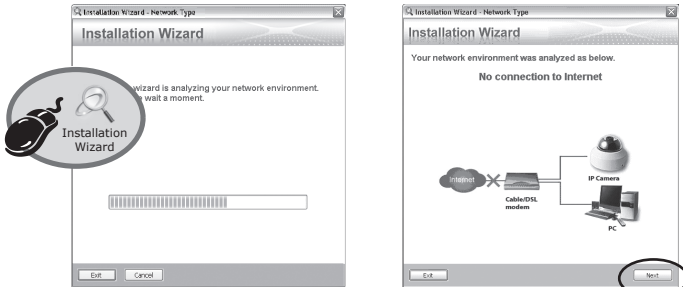 Installation Wizard - Network Type
Installation Wizard
wizard is analyzing your network environment.
wait a moment.
Installation
Wizard
Exit
Cancel
Installation Wizard - Network Type
Installation Wizard
Your network environment was analyzed as below.
No connection to Internet
Internet
IP Camera
Cable/DSL
modem
PC
Exit
Next